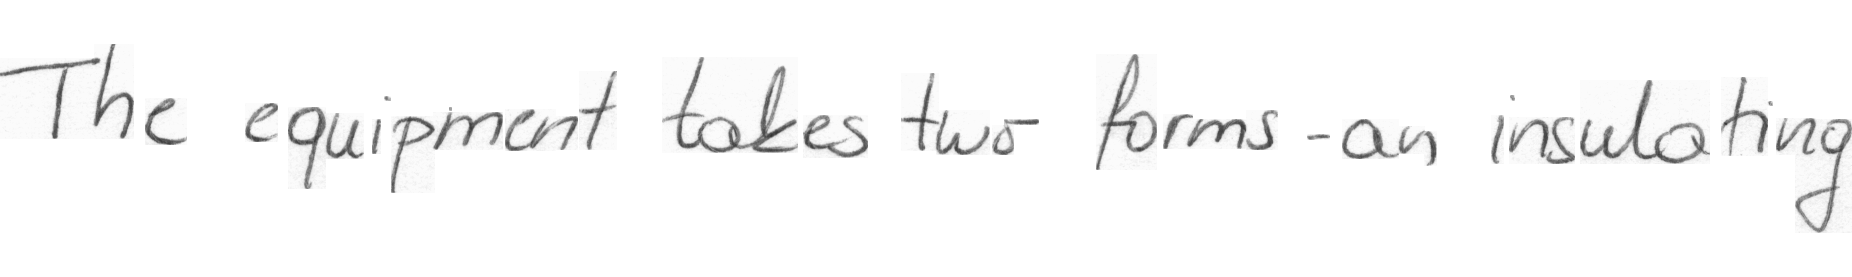 The equipment takes two forms - an insulating